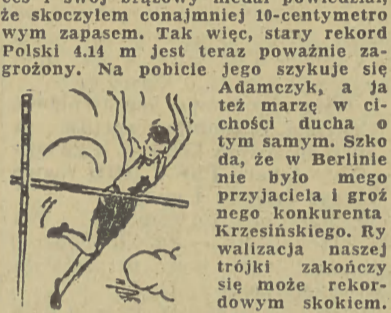 że skoczyłem conajmniej 10-centymetro
wym zapasem. Tak więc, stary rekord
Polski 4.14 m jest teraz poważnie za-
grożony. Na pobicie jego szykuje się
Adamczyk, a ja
też marzę w ci-
chości ducha o
tym samym. Szko
da, że w Berlinie
nie było mego
przyjaciela i groź
nego konkurenta
Krzesińskiego. Ry
walizacja naszej
trójki zakończy
się może rekor-
dowym skokiem.